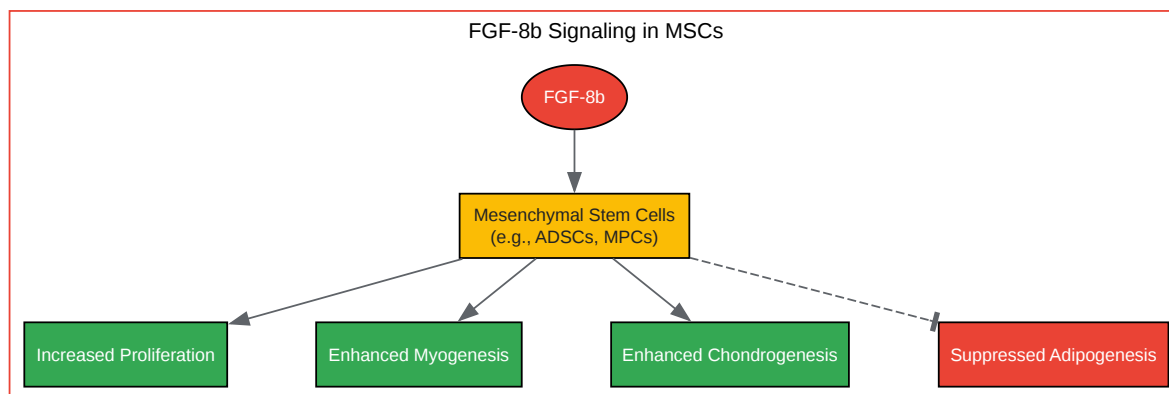 FGF-8b Signaling in MSCs
FGF-8b
Mesenchymal Stem Cells
(e.g., ADSCs, MPCs)
Increased Proliferation
Enhanced Myogenesis
Enhanced Chondrogenesis
Suppressed Adipogenesis